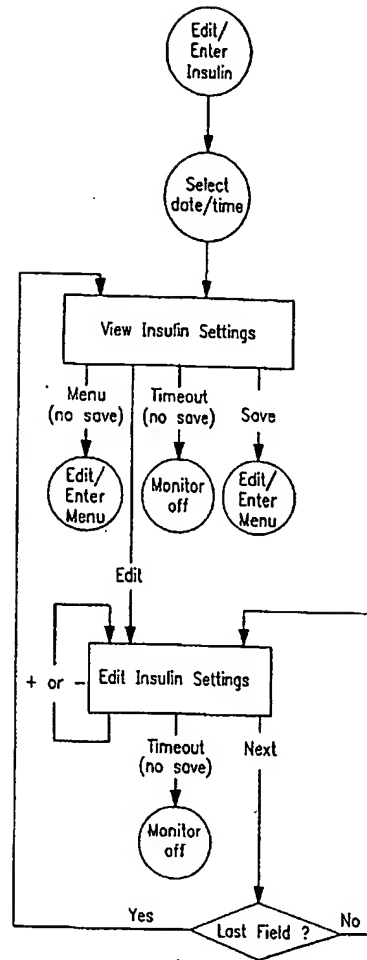 Edit/
Enter
Insulin
Select
date/time
View Insulin Settings
Menu
(no save)
Timeout
(no save)
Save
Edit/
Enter
Menu
Monitor
off
Edit/
Enter
Menu
Edit
+ or -
Edit Insulin Settings
Timeout
(no save)
Next
Monitor
off
Yes
Last Field ?
No